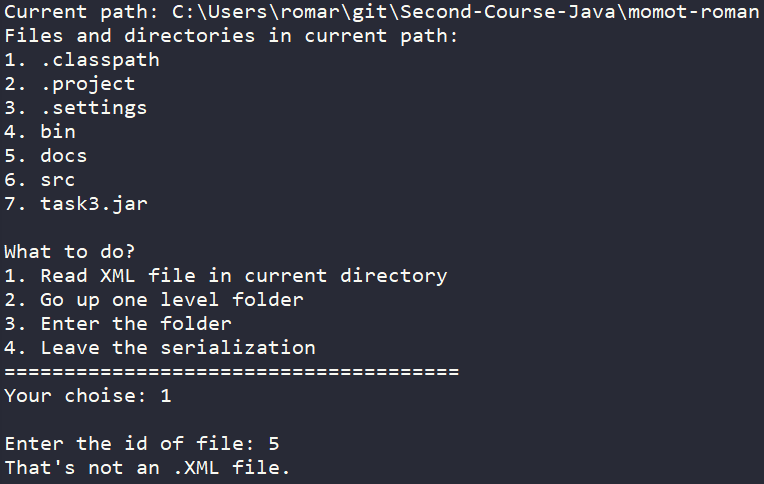 Current path: C:\Users\romar\git\Second-Course-Java\momot-roman
Files and directories in current path:
1. .classpath
2. .project
3. .settings
4. bin
5. docs
6. src
7. task3.jar
What to do?
1. Read XML file in current directory
2. Go up one level folder
3. Enter the folder
4. Leave the serialization
======================================
Your choise: 1
Enter the id of file: 5
That's not an .XML file.